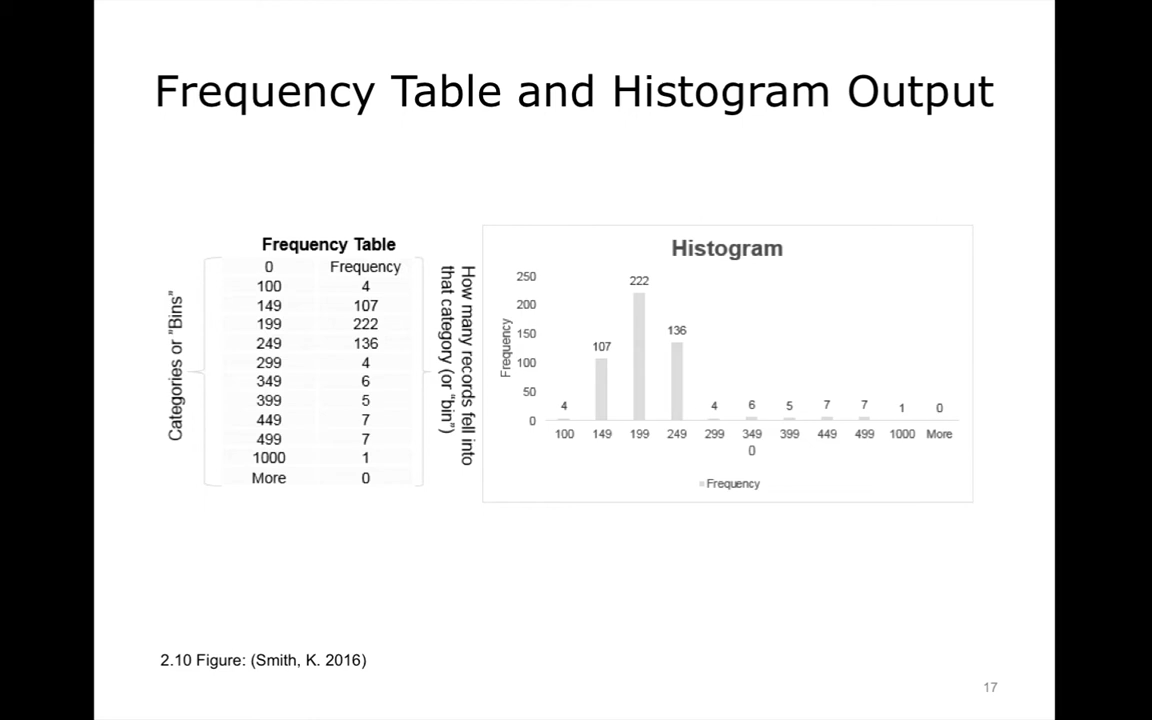 Frequency Table and Histogram Output
Categories or "Bins"
Frequency Table
0 Frequency
100 4
149 107
199 222
249 136
299 4
349 6
399 5
449 7
499 7
1000 1
More 0
How many records fell into
that category (or "bin")
Histogram
Frequency
250
200
150
100
50
0
4 107 222 136 4 6 5 7 7 1 0
100 149 199 249 299 349 399 449 499 1000 More
0
Frequency
2.10 Figure: (Smith, K. 2016)
17